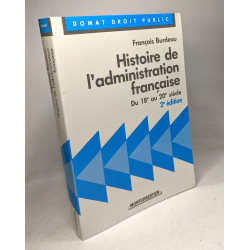 DOMAT DROIT PUBLIC
François Burdeau
Histoire de
l'administration
française
Du 18e au 20e siècle
2e édition
MONTCHRESTIEN